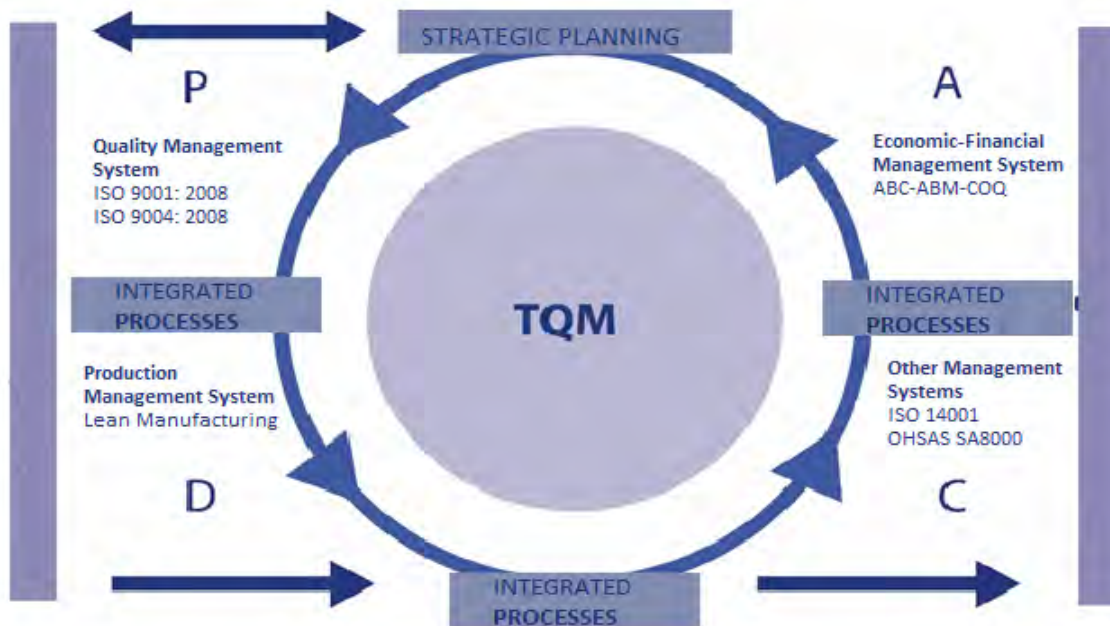 STRATEGIC PLANNING
P
A
Quality Management
System
ISO 9001: 2008
ISO 9004: 2008
Economic-Financial
Management System
ABC-ABM-COQ
INTEGRATED
PROCESSES
TQM
INTEGRATED
PROCESSES
Production
Management System
Lean Manufacturing
Other Management
Systems
ISO 14001
OHSAS SA8000
D
C
INTEGRATED
PROCESSES